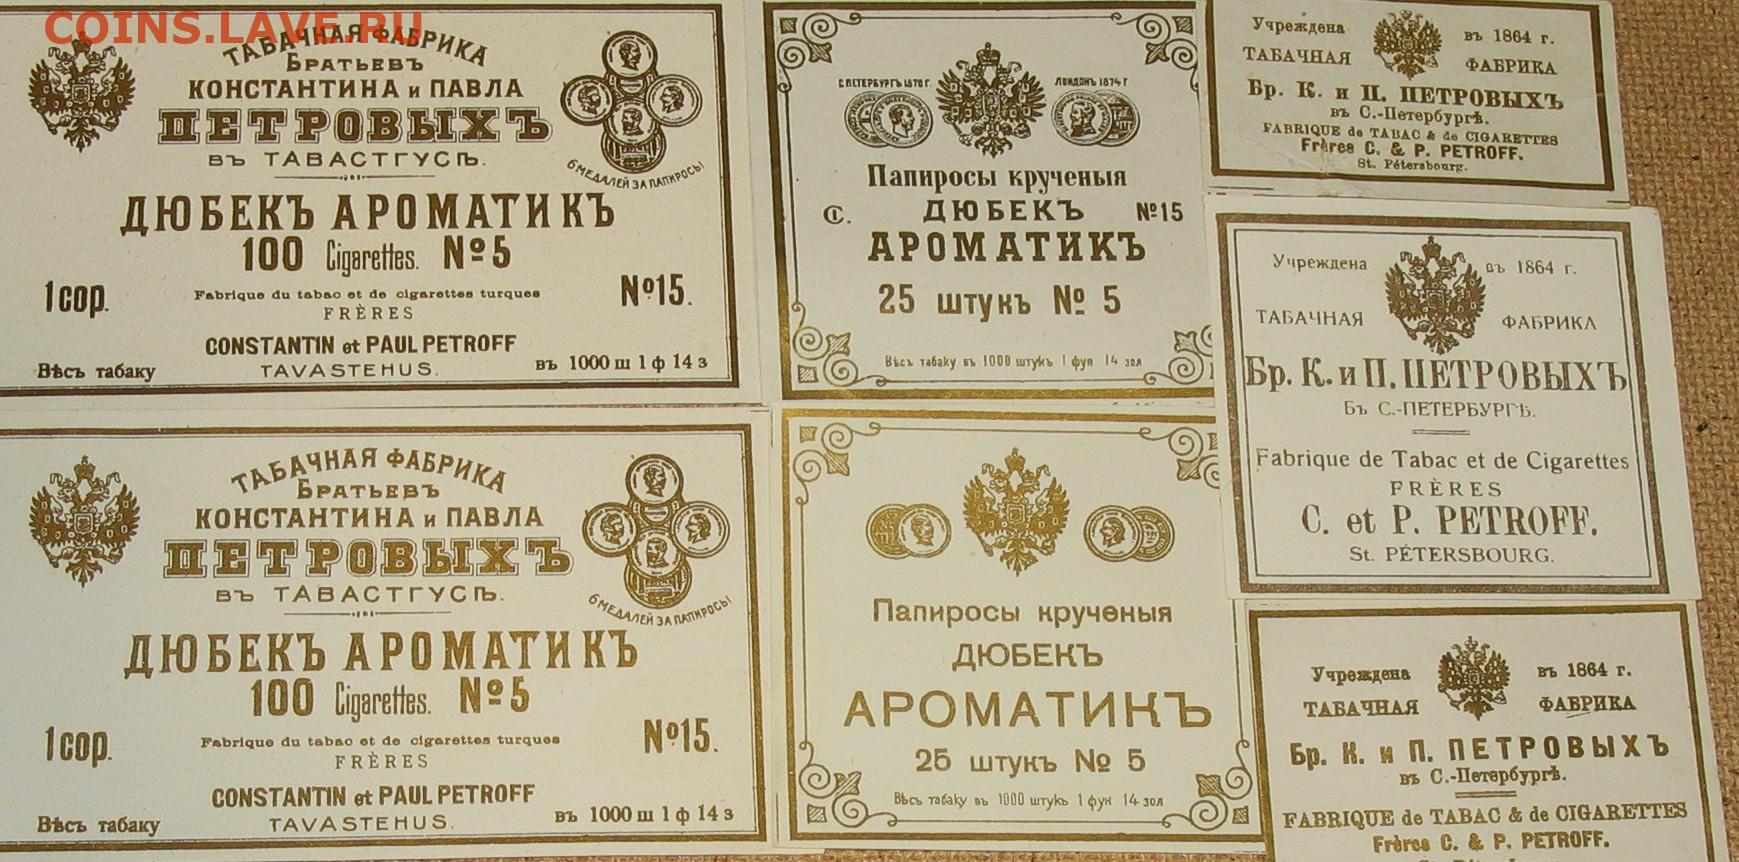 COINS.LAVE.RU
ТАБАЧНАЯ ФАБРИКА
БРАТЬЕВЪ
КОНСТАНТИНА и ПАВЛА
ПЕТРОВЫХЪ
ВЪ ТАВАСТГУСѢ.
6 МЕДАЛЕЙ ЗА ПАПИРОСЫ
ДЮБЕКЪ АРОМАТИКЪ
100 Cigarettes. №5
1 сор.
Fabrique du tabac et de cigarettes turques
№15.
FRÈRES
CONSTANTIN et PAUL PETROFF
TAVASTEHUS.
Вѣсъ табаку
въ 1000 ш 1 ф 14 з
ТАБАЧНАЯ ФАБРИКА
БРАТЬЕВЪ
КОНСТАНТИНА и ПАВЛА
ПЕТРОВЫХЪ
ВЪ ТАВАСТГУСѢ.
6 МЕДАЛЕЙ ЗА ПАПИРОСЫ
ДЮБЕКЪ АРОМАТИКЪ
100 Cigarettes. №5
1 сор.
Fabrique du tabac et de cigarettes turques
№15.
FRÈRES
CONSTANTIN et PAUL PETROFF
TAVASTEHUS.
Вѣсъ табаку
въ 1000 ш 1 ф 14 з
С.ПЕТЕРБУРГЪ 1870 Г. ЛОНДОНЪ 1874 Г
Папиросы крученыя
ДЮБЕКЪ №15
АРОМАТИКЪ
25 штукъ № 5
Вѣсъ табаку въ 1000 штукъ 1 фун 14 зол
Папиросы крученыя
ДЮБЕКЪ
АРОМАТИКЪ
25 штукъ № 5
Вѣсъ табаку въ 1000 штукъ 1 фун 14 зол
Учреждена въ 1864 г.
ТАБАЧНАЯ ФАБРИКА
Бр. К. и П. ПЕТРОВЫХЪ
въ С.-Петербургѣ.
FABRIQUE de TABAC & de CIGARETTES
Frères C. & P. PETROFF.
St. Pétersbourg.
Учреждена въ 1864 г.
ТАБАЧНАЯ ФАБРИКА
Бр. К. и П. ПЕТРОВЫХЪ
Въ С.-ПЕТЕРБУРГѢ.
Fabrique de Tabac et de Cigarettes
FRÈRES
C. et P. PETROFF.
St. PÉTERSBOURG.
Учреждена въ 1864 г.
ТАБАЧНАЯ ФАБРИКА
Бр. К. и П. ПЕТРОВЫХЪ
въ С.-Петербургѣ.
FABRIQUE de TABAC & de CIGARETTES
Frères C. & P. PETROFF.